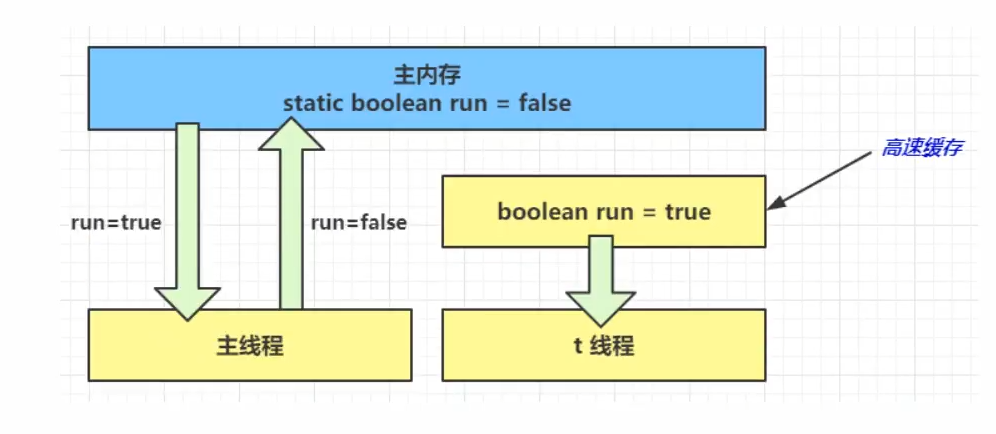 主内存
static boolean run = false
高速缓存
boolean run = true
run=true
run=false
主线程
t 线程